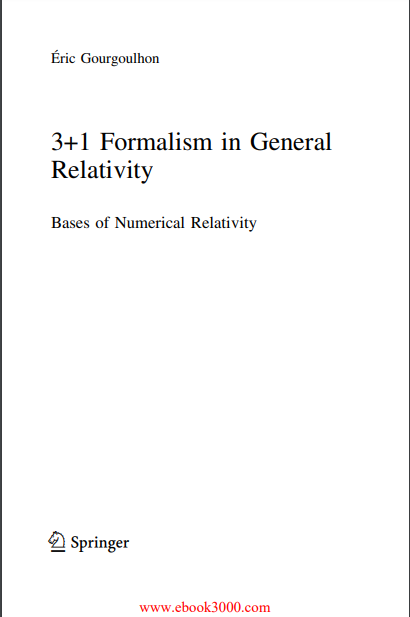 Éric Gourgoulhon
3+1 Formalism in General
Relativity
Bases of Numerical Relativity
Springer
www.ebook3000.com